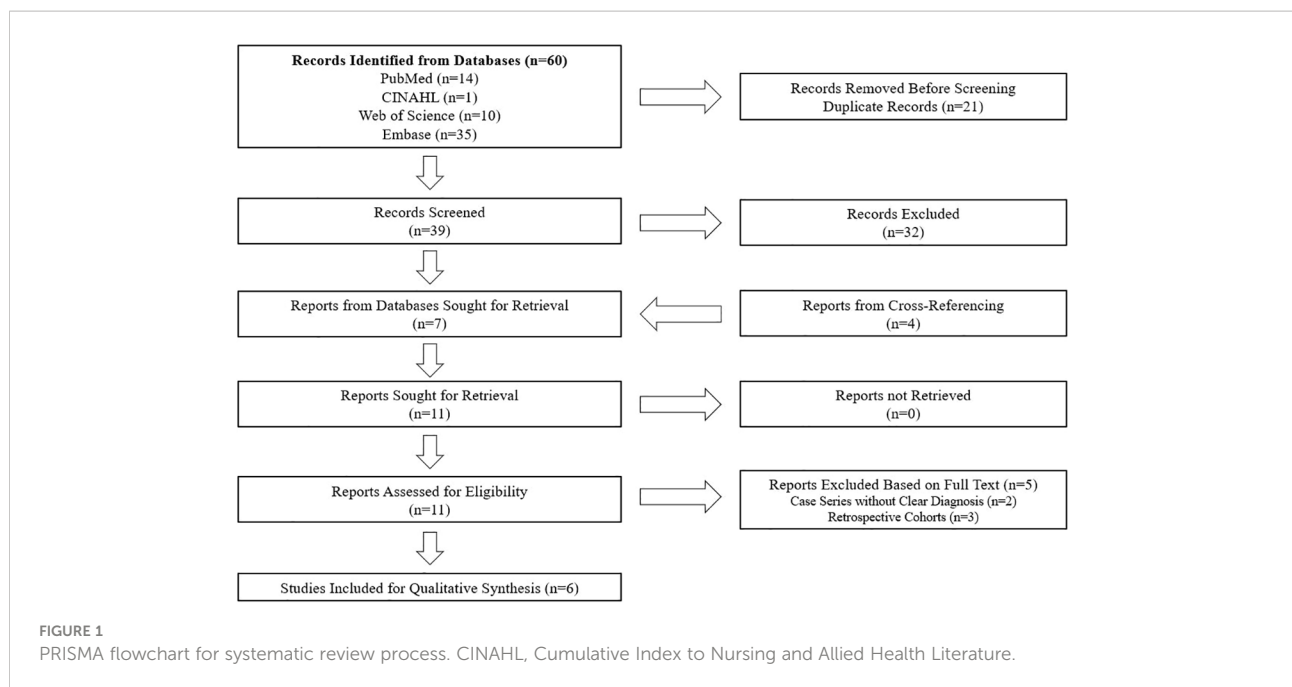 Records Identified from Databases (n=60)
PubMed (n=14)
CINAHL (n=1)
Web of Science (n=10)
Embase (n=35)
Records Removed Before Screening
Duplicate Records (n=21)
Records Screened
(n=39)
Records Excluded
(n=32)
Reports from Databases Sought for Retrieval
(n=7)
Reports from Cross-Referencing
(n=4)
Reports Sought for Retrieval
(n=11)
Reports not Retrieved
(n=0)
Reports Assessed for Eligibility
(n=11)
Reports Excluded Based on Full Text (n=5)
Case Series without Clear Diagnosis (n=2)
Retrospective Cohorts (n=3)
Studies Included for Qualitative Synthesis (n=6)
FIGURE 1
PRISMA flowchart for systematic review process. CINAHL, Cumulative Index to Nursing and Allied Health Literature.